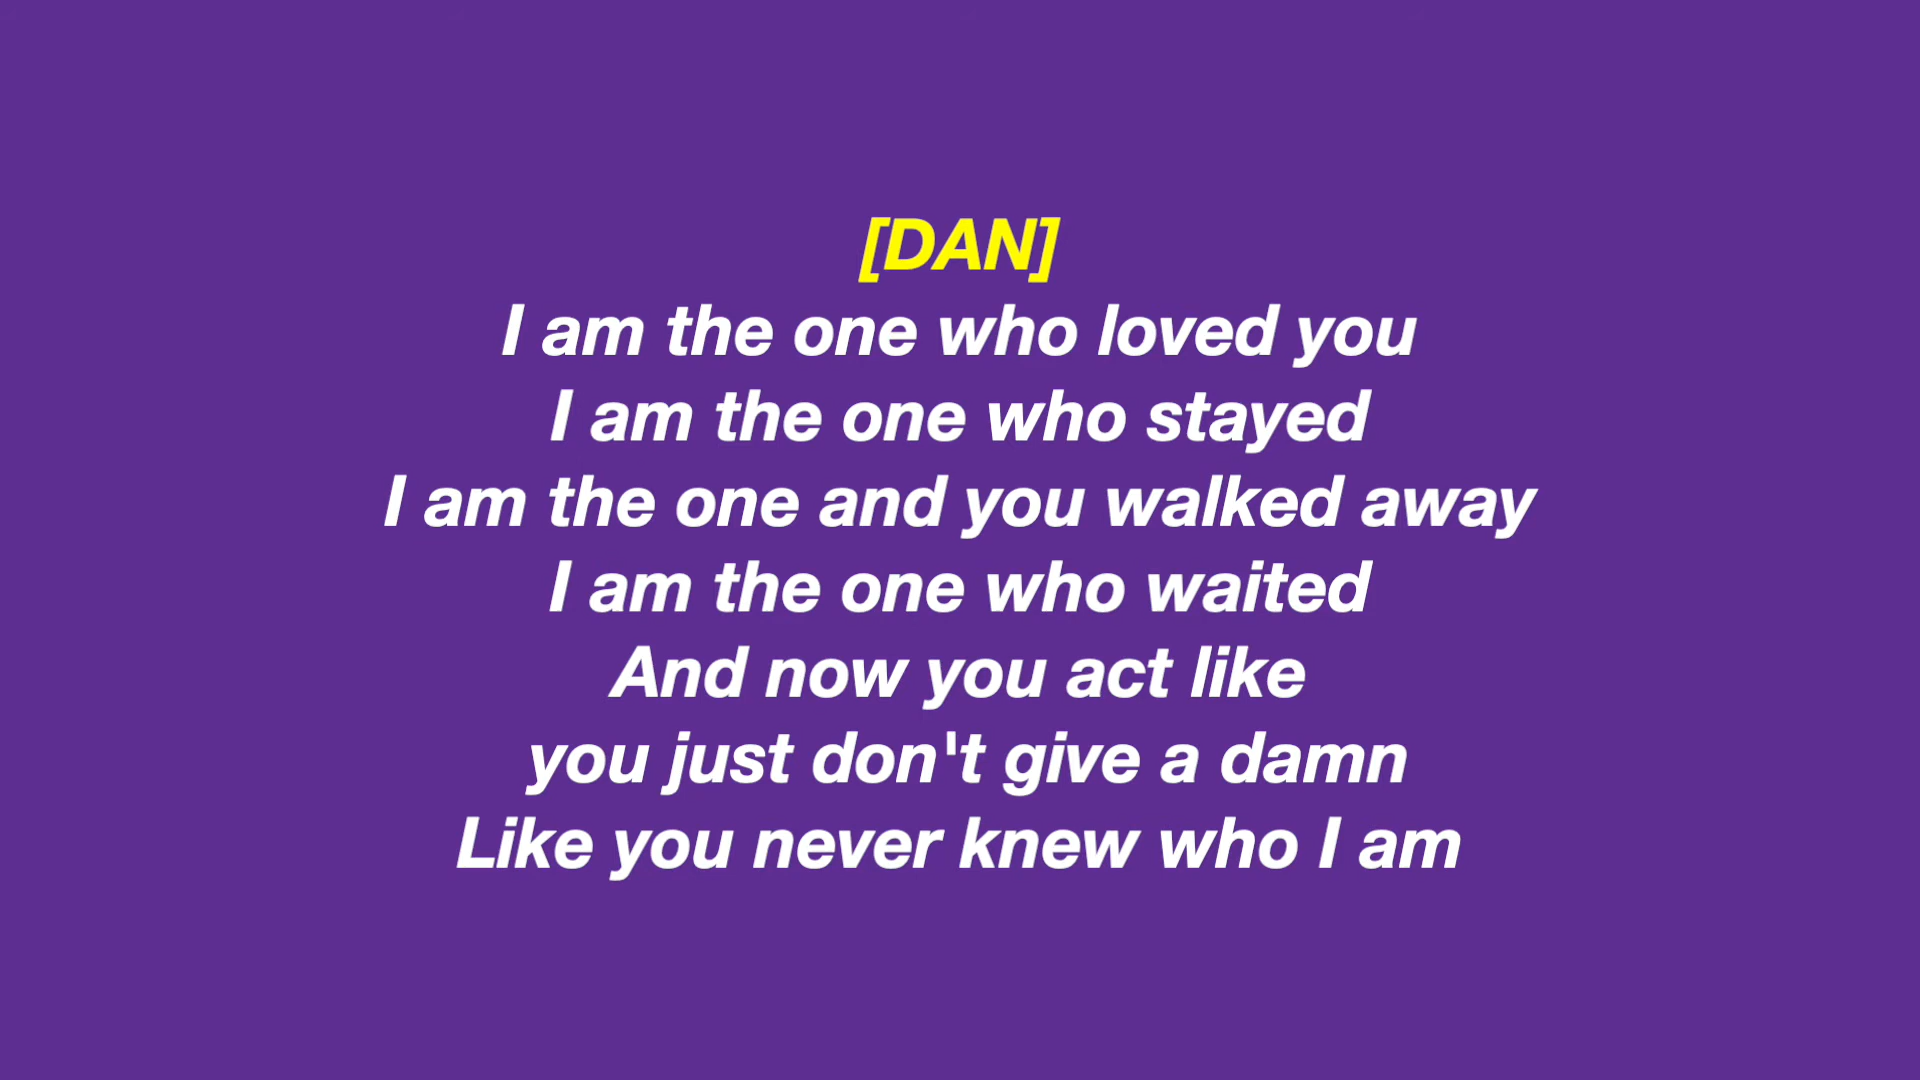 [DAN]
I am the one who loved you
I am the one who stayed
I am the one and you walked away
I am the one who waited
And now you act like
you just don't give a damn
Like you never knew who I am